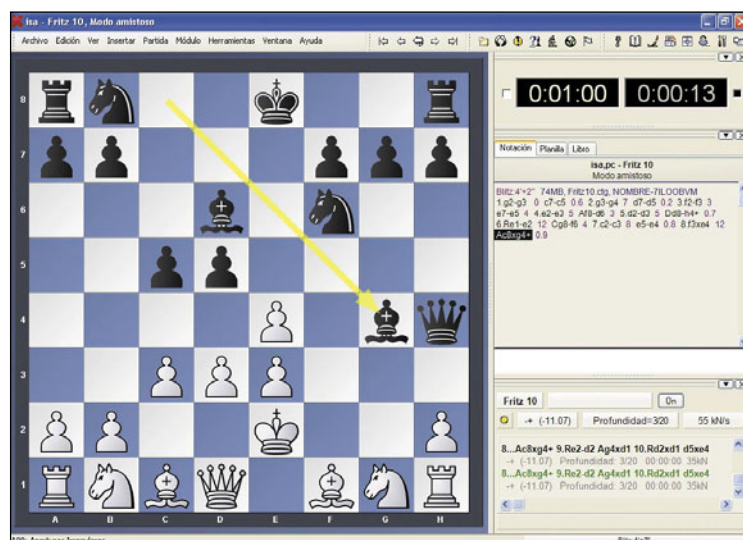 isa - Fritz 10, Modo amistoso
Archivo Edición Ver Insertar Partida Módulo Herramientas Ventana Ayuda
8
7
6
5
4
3
2
1
A B C D E F G H
0:01:00 0:00:13
Notación Planilla Libro
isa,pc - Fritz 10
Modo amistoso
Blitz:4'+2" 74MB, Fritz10.ctg, NOMBRE-7ILOOBVM
1.g2-g3 0 c7-c5 0.6 2.g3-g4 7 d7-d5 0.2 3.f2-f3 3
e7-e5 4 4.e2-e3 5 Af8-d6 3 5.d2-d3 5 Dd8-h4+ 0.7
6.Re1-e2 12 Cg8-f6 4 7.c2-c3 8 e5-e4 0.8 8.f3xe4 12
Ac8xg4+ 0.9
Fritz 10 On
-+ (-11.07) Profundidad=3/20 55 kN/s
8...Ac8xg4+ 9.Re2-d2 Ag4xd1 10.Rd2xd1 d5xe4
-+ (-11.07) Profundidad: 3/20 00:00:00 35kN
8...Ac8xg4+ 9.Re2-d2 Ag4xd1 10.Rd2xd1 d5xe4
-+ (-11.07) Profundidad: 3/20 00:00:00 35kN